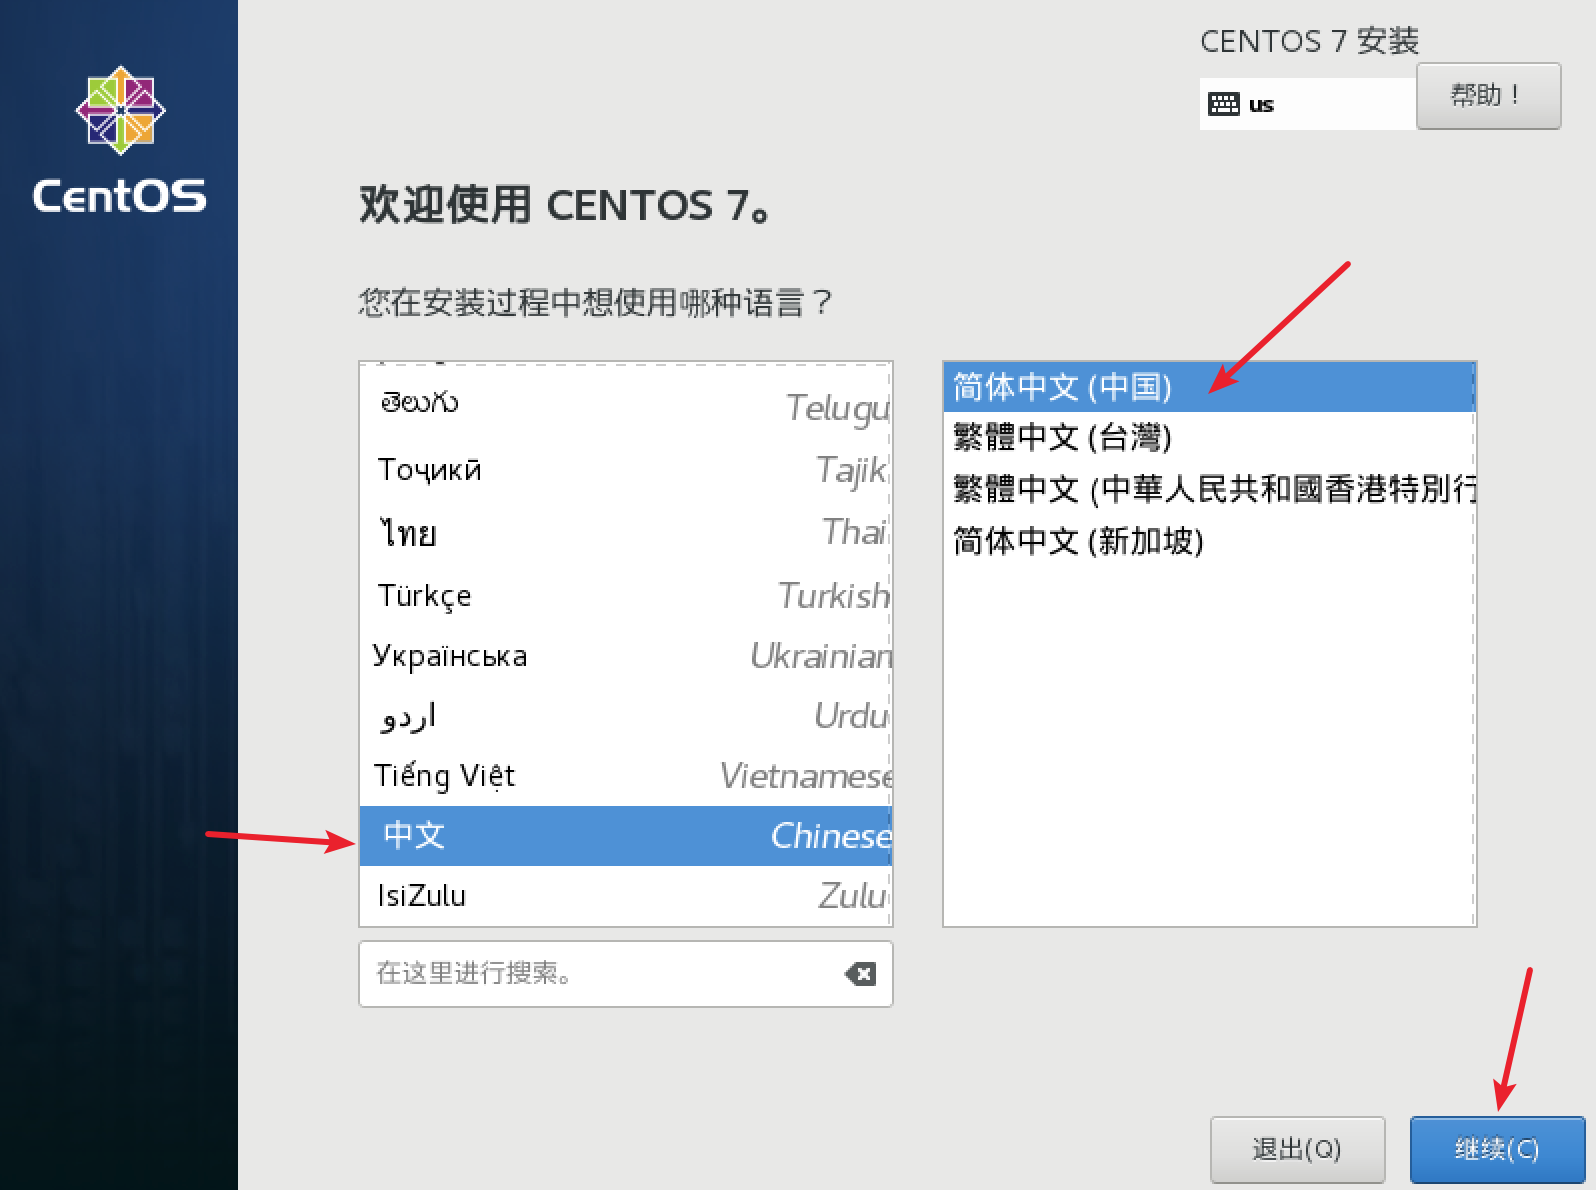 CentOS
CENTOS 7 安装
us
帮助！
欢迎使用 CENTOS 7。
您在安装过程中想使用哪种语言？
తెలుగు Telugu
Тоҷикӣ Tajik
ไทย Thai
Türkçe Turkish
Українська Ukrainian
اردو Urdu
Tiếng Việt Vietnamese
中文 Chinese
IsiZulu Zulu
在这里进行搜索。
简体中文 (中国)
繁體中文 (台灣)
繁體中文 (中華人民共和國香港特別行
简体中文 (新加坡)
退出(Q)
继续(C)